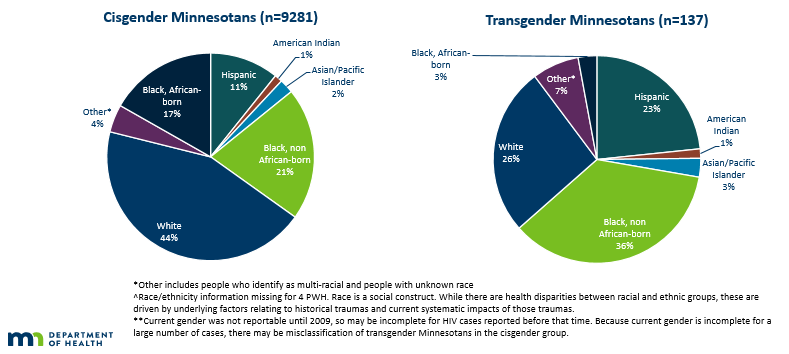 Cisgender Minnesotans (n=9281)
Hispanic
11%
American Indian
1%
Asian/Pacific
Islander
2%
Black, non
African-born
21%
White
44%
Other*
4%
Black, African-
born
17%
Transgender Minnesotans (n=137)
Black, African-
born
3%
Hispanic
23%
American
Indian
1%
Asian/Pacific
Islander
3%
Black, non
African-born
36%
White
26%
Other*
7%
*Other includes people who identify as multi-racial and people with unknown race
^Race/ethnicity information missing for 4 PWH. Race is a social construct. While there are health disparities between racial and ethnic groups, these are
driven by underlying factors relating to historical traumas and current systematic impacts of those traumas.
**Current gender was not reportable until 2009, so may be incomplete for HIV cases reported before that time. Because current gender is incomplete for a
large number of cases, there may be misclassification of transgender Minnesotans in the cisgender group.
DEPARTMENT
OF HEALTH